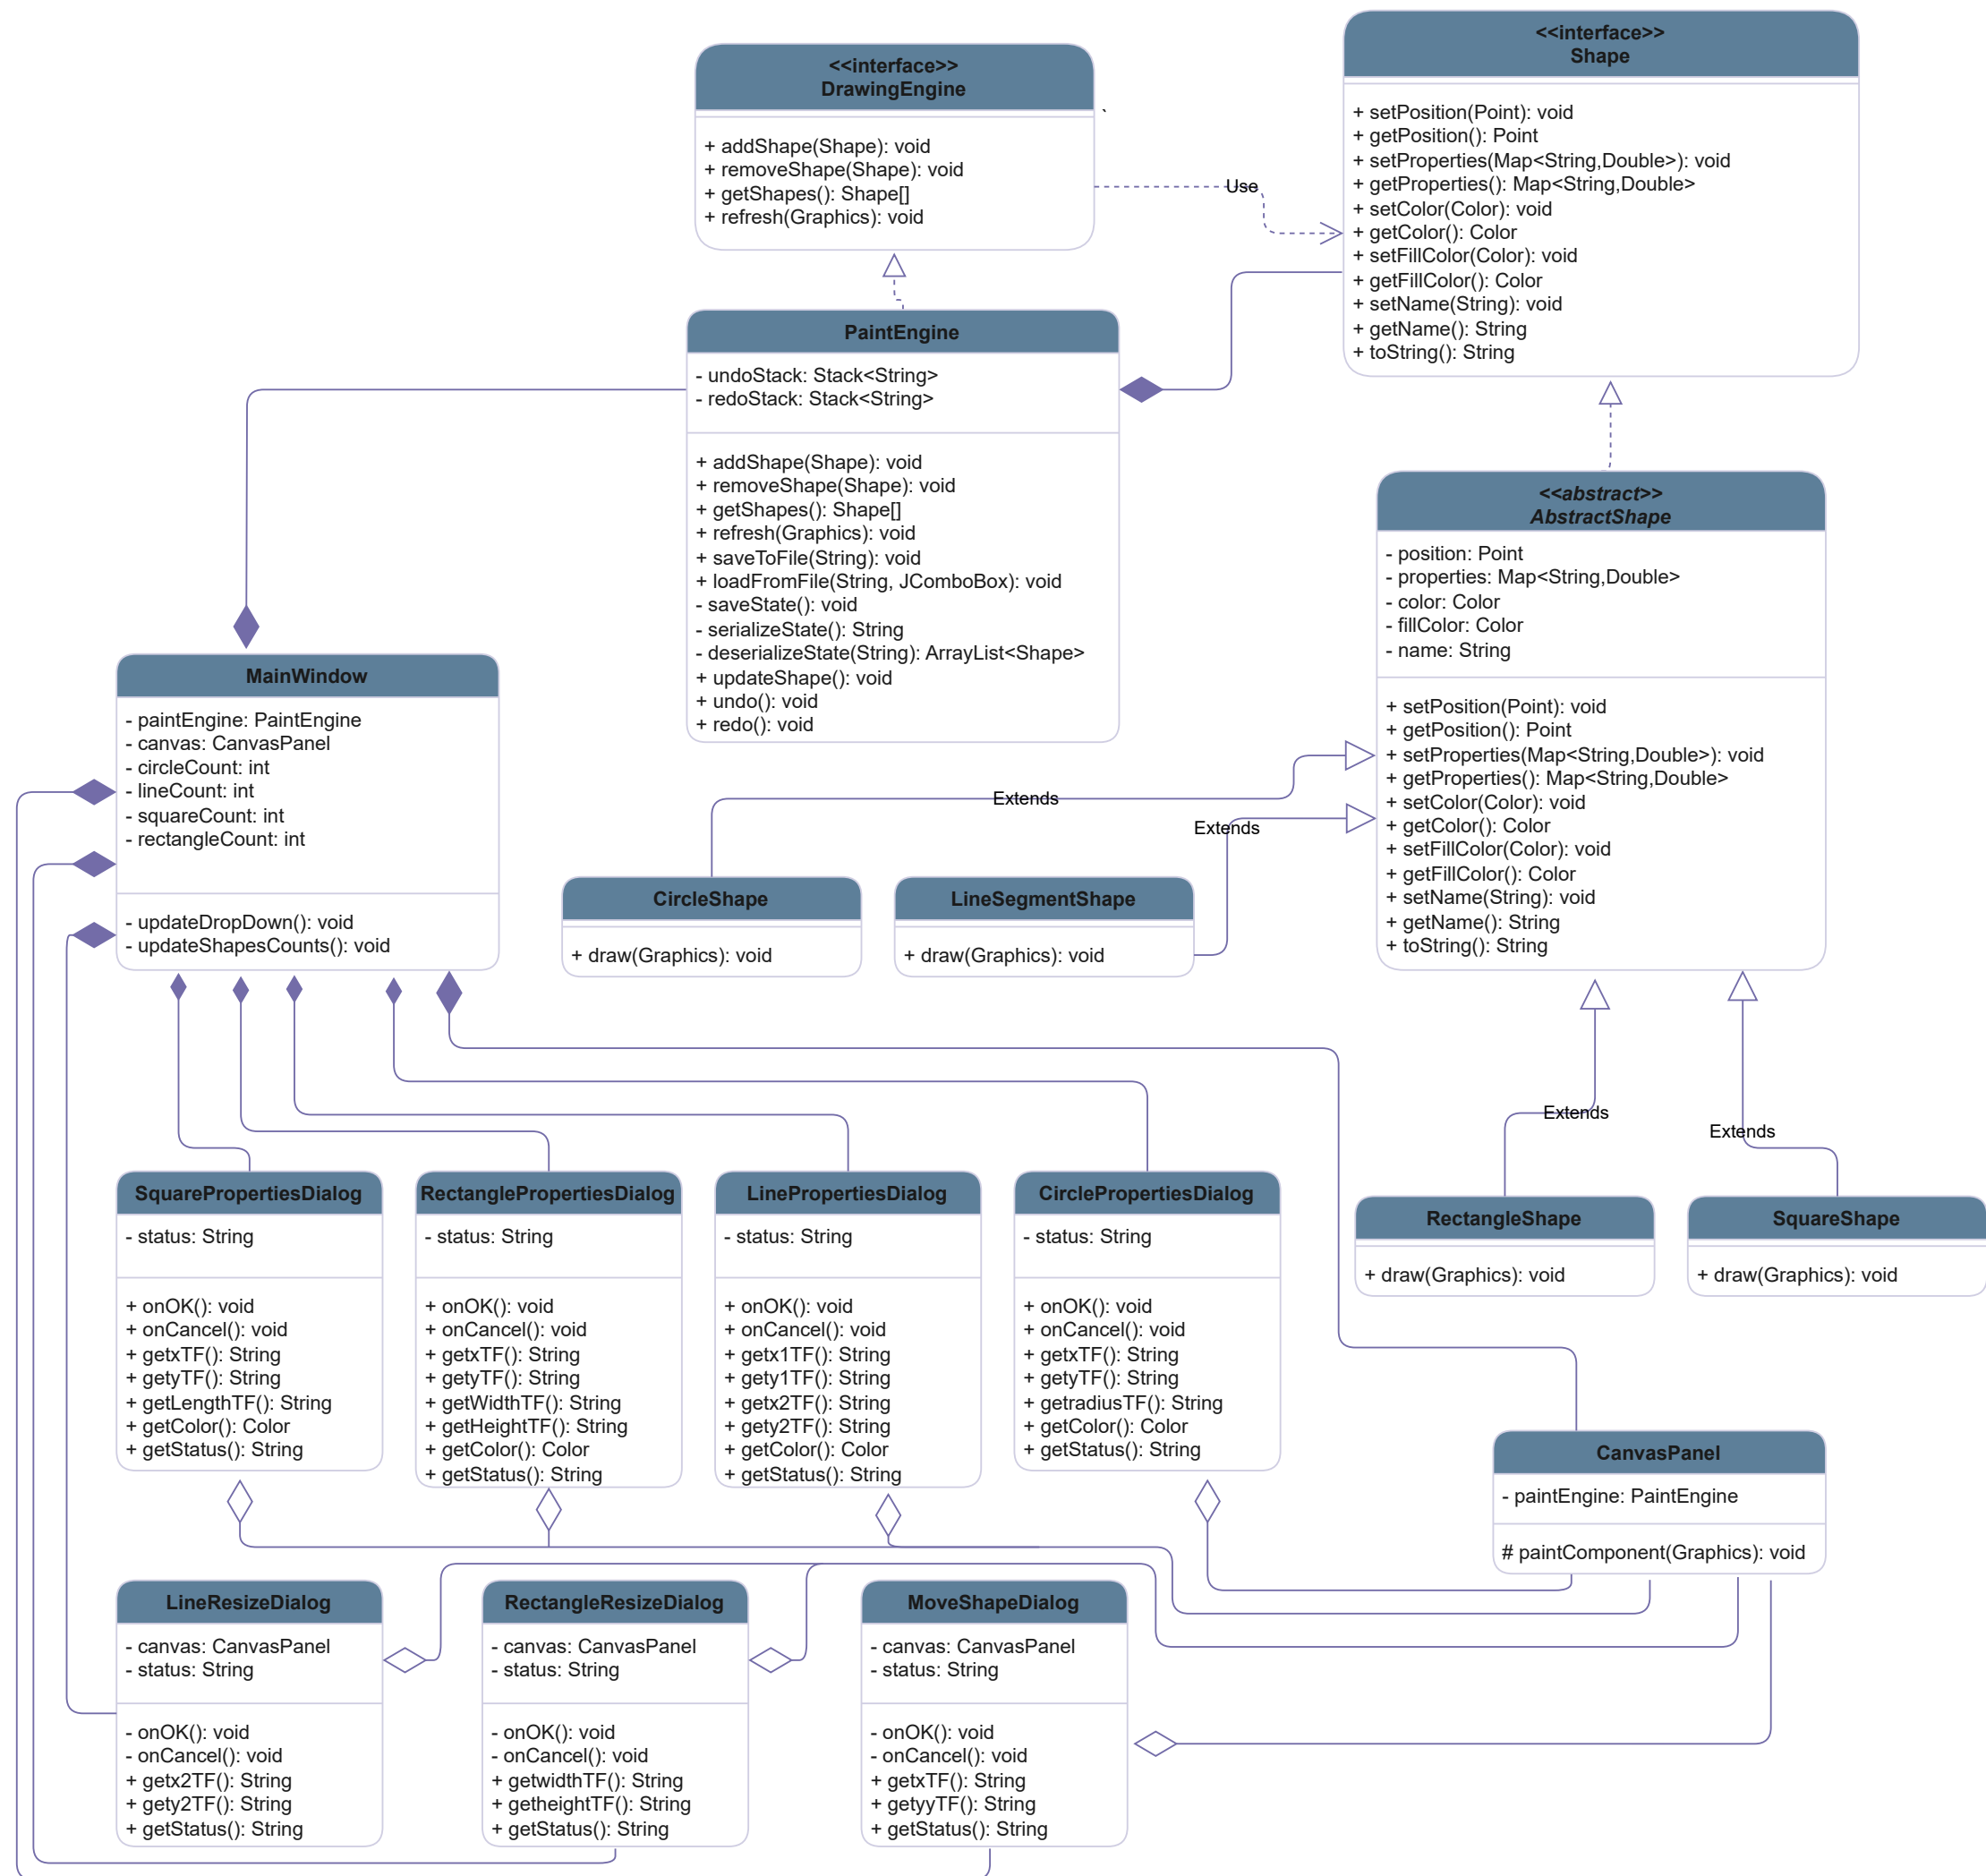 <<interface>>
DrawingEngine
+ addShape(Shape): void
+ removeShape(Shape): void
+ getShapes(): Shape[]
+ refresh(Graphics): void
`
Use
<<interface>>
Shape
+ setPosition(Point): void
+ getPosition(): Point
+ setProperties(Map<String,Double>): void
+ getProperties(): Map<String,Double>
+ setColor(Color): void
+ getColor(): Color
+ setFillColor(Color): void
+ getFillColor(): Color
+ setName(String): void
+ getName(): String
+ toString(): String
PaintEngine
- undoStack: Stack<String>
- redoStack: Stack<String>
+ addShape(Shape): void
+ removeShape(Shape): void
+ getShapes(): Shape[]
+ refresh(Graphics): void
+ saveToFile(String): void
+ loadFromFile(String, JComboBox): void
- saveState(): void
- serializeState(): String
- deserializeState(String): ArrayList<Shape>
+ updateShape(): void
+ undo(): void
+ redo(): void
<<abstract>>
AbstractShape
- position: Point
- properties: Map<String,Double>
- color: Color
- fillColor: Color
- name: String
+ setPosition(Point): void
+ getPosition(): Point
+ setProperties(Map<String,Double>): void
+ getProperties(): Map<String,Double>
+ setColor(Color): void
+ getColor(): Color
+ setFillColor(Color): void
+ getFillColor(): Color
+ setName(String): void
+ getName(): String
+ toString(): String
MainWindow
- paintEngine: PaintEngine
- canvas: CanvasPanel
- circleCount: int
- lineCount: int
- squareCount: int
- rectangleCount: int
- updateDropDown(): void
- updateShapesCounts(): void
Extends
Extends
CircleShape
+ draw(Graphics): void
LineSegmentShape
+ draw(Graphics): void
Extends
Extends
SquarePropertiesDialog
- status: String
+ onOK(): void
+ onCancel(): void
+ getxTF(): String
+ getyTF(): String
+ getLengthTF(): String
+ getColor(): Color
+ getStatus(): String
RectanglePropertiesDialog
- status: String
+ onOK(): void
+ onCancel(): void
+ getxTF(): String
+ getyTF(): String
+ getWidthTF(): String
+ getHeightTF(): String
+ getColor(): Color
+ getStatus(): String
LinePropertiesDialog
- status: String
+ onOK(): void
+ onCancel(): void
+ getx1TF(): String
+ gety1TF(): String
+ getx2TF(): String
+ gety2TF(): String
+ getColor(): Color
+ getStatus(): String
CirclePropertiesDialog
- status: String
+ onOK(): void
+ onCancel(): void
+ getxTF(): String
+ getyTF(): String
+ getradiusTF(): String
+ getColor(): Color
+ getStatus(): String
RectangleShape
+ draw(Graphics): void
SquareShape
+ draw(Graphics): void
CanvasPanel
- paintEngine: PaintEngine
# paintComponent(Graphics): void
LineResizeDialog
- canvas: CanvasPanel
- status: String
- onOK(): void
- onCancel(): void
+ getx2TF(): String
+ gety2TF(): String
+ getStatus(): String
RectangleResizeDialog
- canvas: CanvasPanel
- status: String
- onOK(): void
- onCancel(): void
+ getwidthTF(): String
+ getheightTF(): String
+ getStatus(): String
MoveShapeDialog
- canvas: CanvasPanel
- status: String
- onOK(): void
- onCancel(): void
+ getxTF(): String
+ getyyTF(): String
+ getStatus(): String